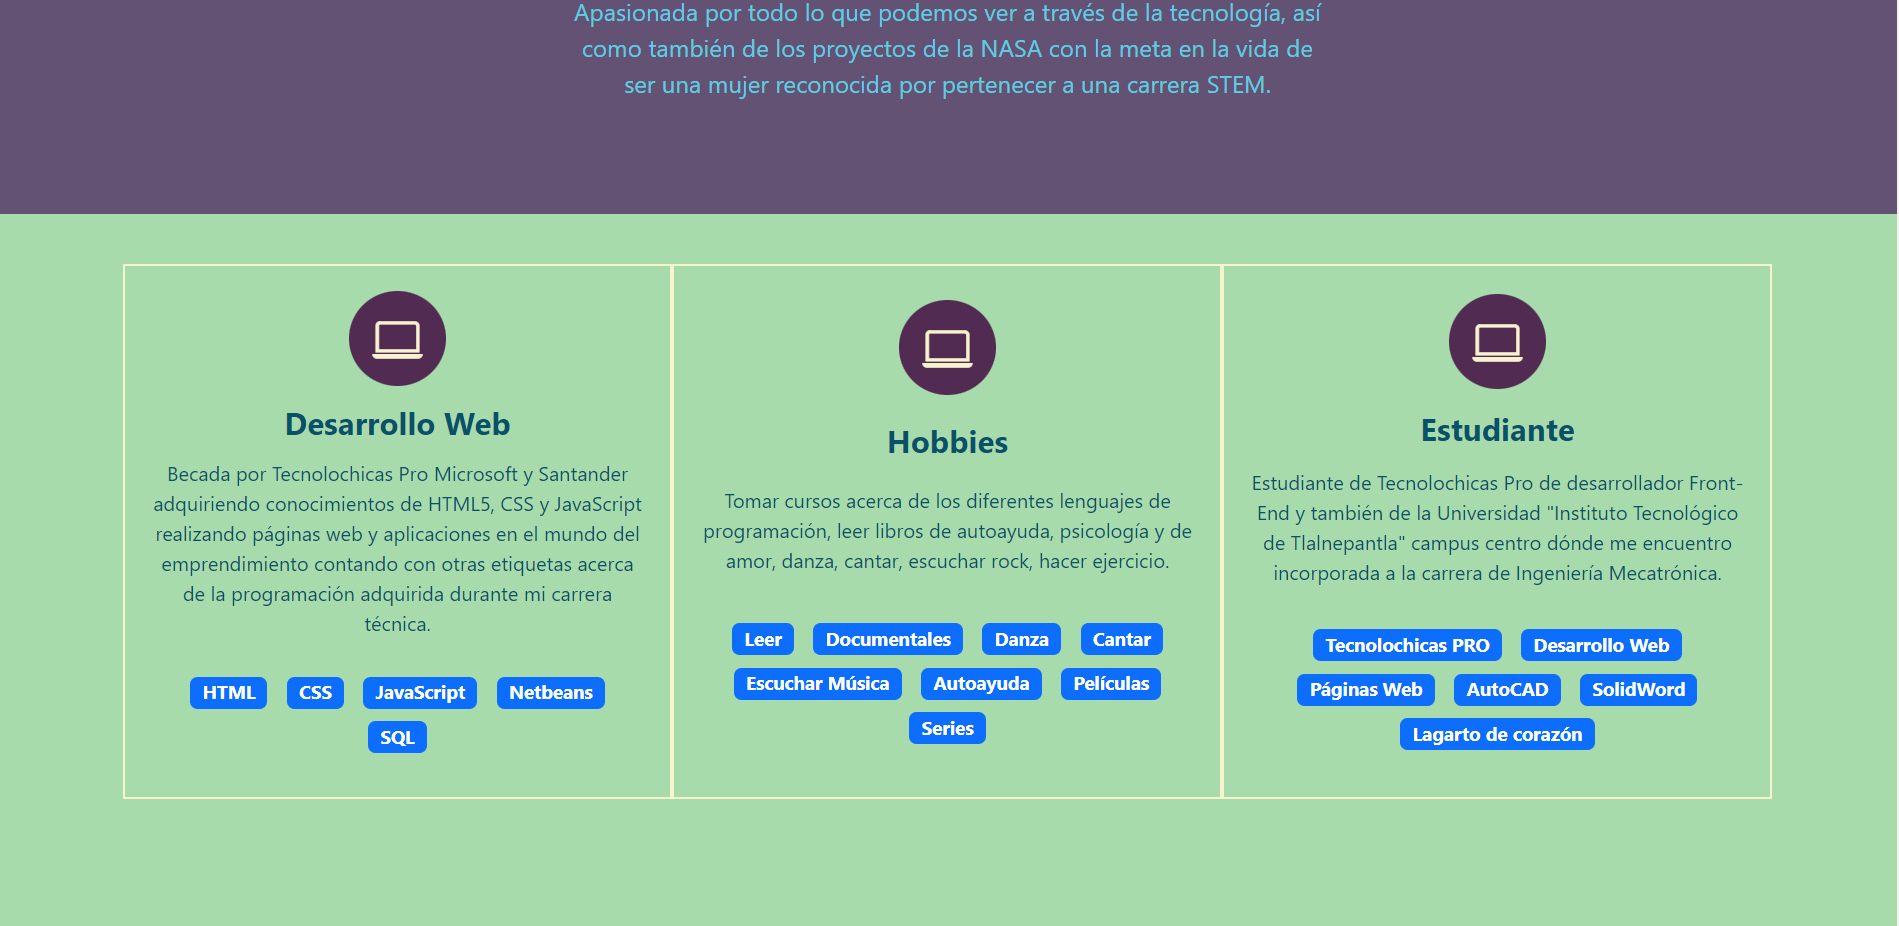 Apasionada por todo lo que podemos ver a través de la tecnología, así
como también de los proyectos de la NASA con la meta en la vida de
ser una mujer reconocida por pertenecer a una carrera STEM.
Desarrollo Web
Becada por Tecnolochicas Pro Microsoft y Santander
adquiriendo conocimientos de HTML5, CSS y JavaScript
realizando páginas web y aplicaciones en el mundo del
emprendimiento contando con otras etiquetas acerca
de la programación adquirida durante mi carrera
técnica.
HTML CSS JavaScript Netbeans
SQL
Hobbies
Tomar cursos acerca de los diferentes lenguajes de
programación, leer libros de autoayuda, psicología y de
amor, danza, cantar, escuchar rock, hacer ejercicio.
Leer Documentales Danza Cantar
Escuchar Música Autoayuda Películas
Series
Estudiante
Estudiante de Tecnolochicas Pro de desarrollador Front-
End y también de la Universidad "Instituto Tecnológico
de Tlalnepantla" campus centro dónde me encuentro
incorporada a la carrera de Ingeniería Mecatrónica.
Tecnolochicas PRO Desarrollo Web
Páginas Web AutoCAD SolidWord
Lagarto de corazón